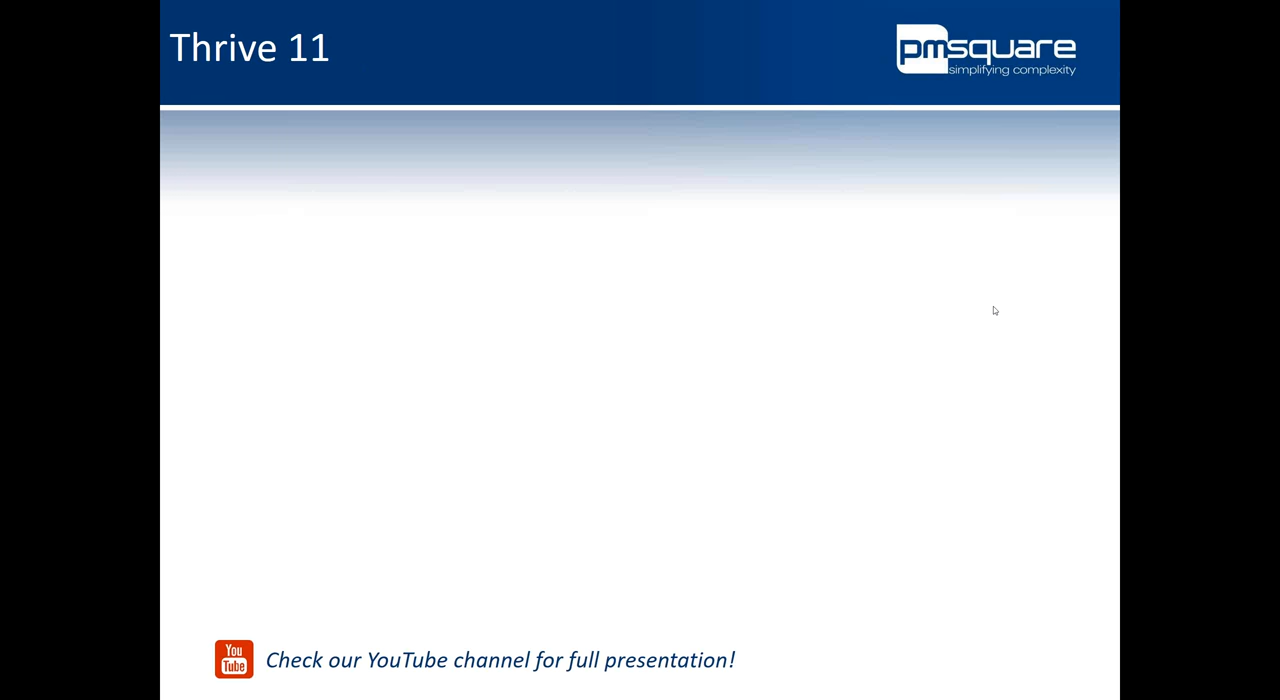 Thrive 11
pmsquare
simplifying complexity
You
Tube
Check our YouTube channel for full presentation!